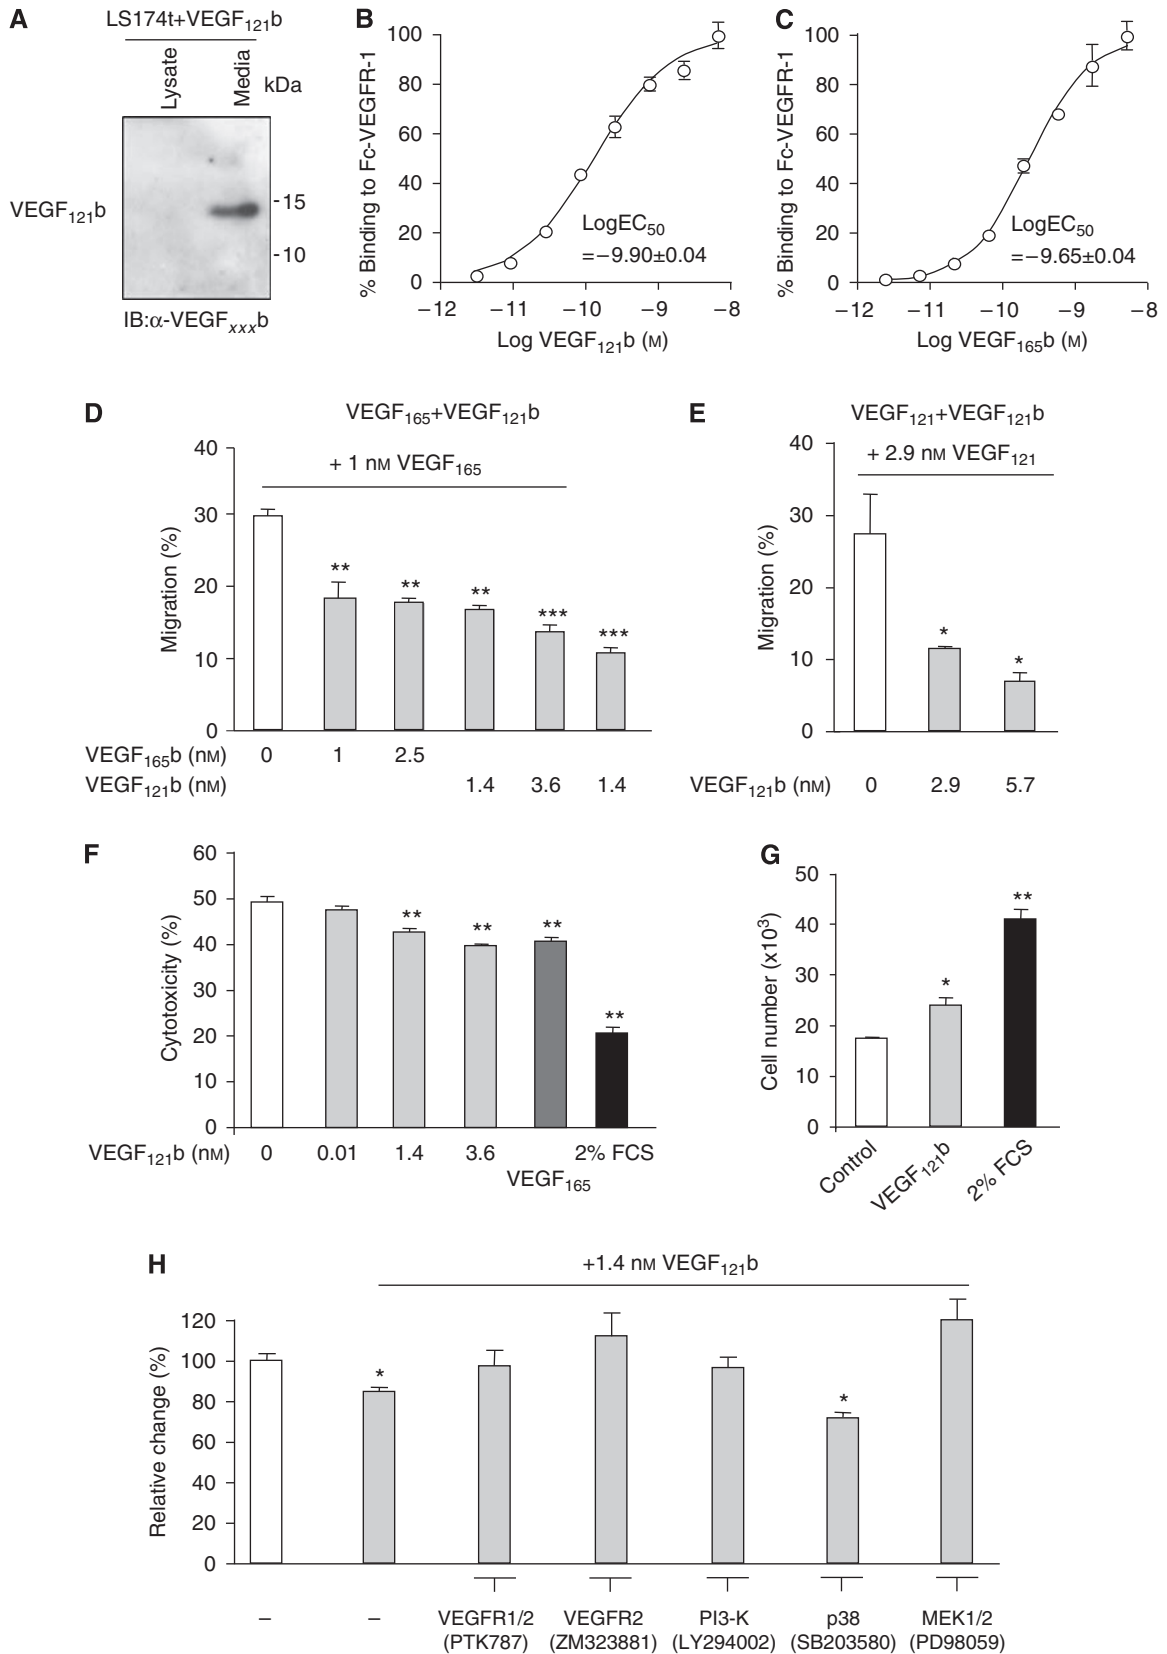 A
LS174t+VEGF121b
Lysate
Media
kDa
VEGF121b
-15
-10
IB:α-VEGFxxxb
B
% Binding to Fc-VEGFR-1
100
80
60
40
20
0
LogEC50
=−9.90±0.04
−12 −11 −10 −9 −8
Log VEGF121b (M)
C
% Binding to Fc-VEGFR-1
100
80
60
40
20
0
LogEC50
=−9.65±0.04
−12 −11 −10 −9 −8
Log VEGF165b (M)
D
VEGF165+VEGF121b
+ 1 nM VEGF165
Migration (%)
40
30
20
10
0
** ** ** *** ***
VEGF165b (nM) 0 1 2.5
VEGF121b (nM) 1.4 3.6 1.4
E
VEGF121+VEGF121b
+ 2.9 nM VEGF121
Migration (%)
40
30
20
10
0
* *
VEGF121b (nM) 0 2.9 5.7
F
Cytotoxicity (%)
60
50
40
30
20
10
0
** ** ** **
VEGF121b (nM) 0 0.01 1.4 3.6 2% FCS
VEGF165
G
Cell number (x10³)
50
40
30
20
10
0
* **
Control VEGF121b 2% FCS
H
+1.4 nM VEGF121b
Relative change (%)
120
100
80
60
40
20
0
* *
– – VEGFR1/2 VEGFR2 PI3-K p38 MEK1/2
(PTK787) (ZM323881) (LY294002) (SB203580) (PD98059)